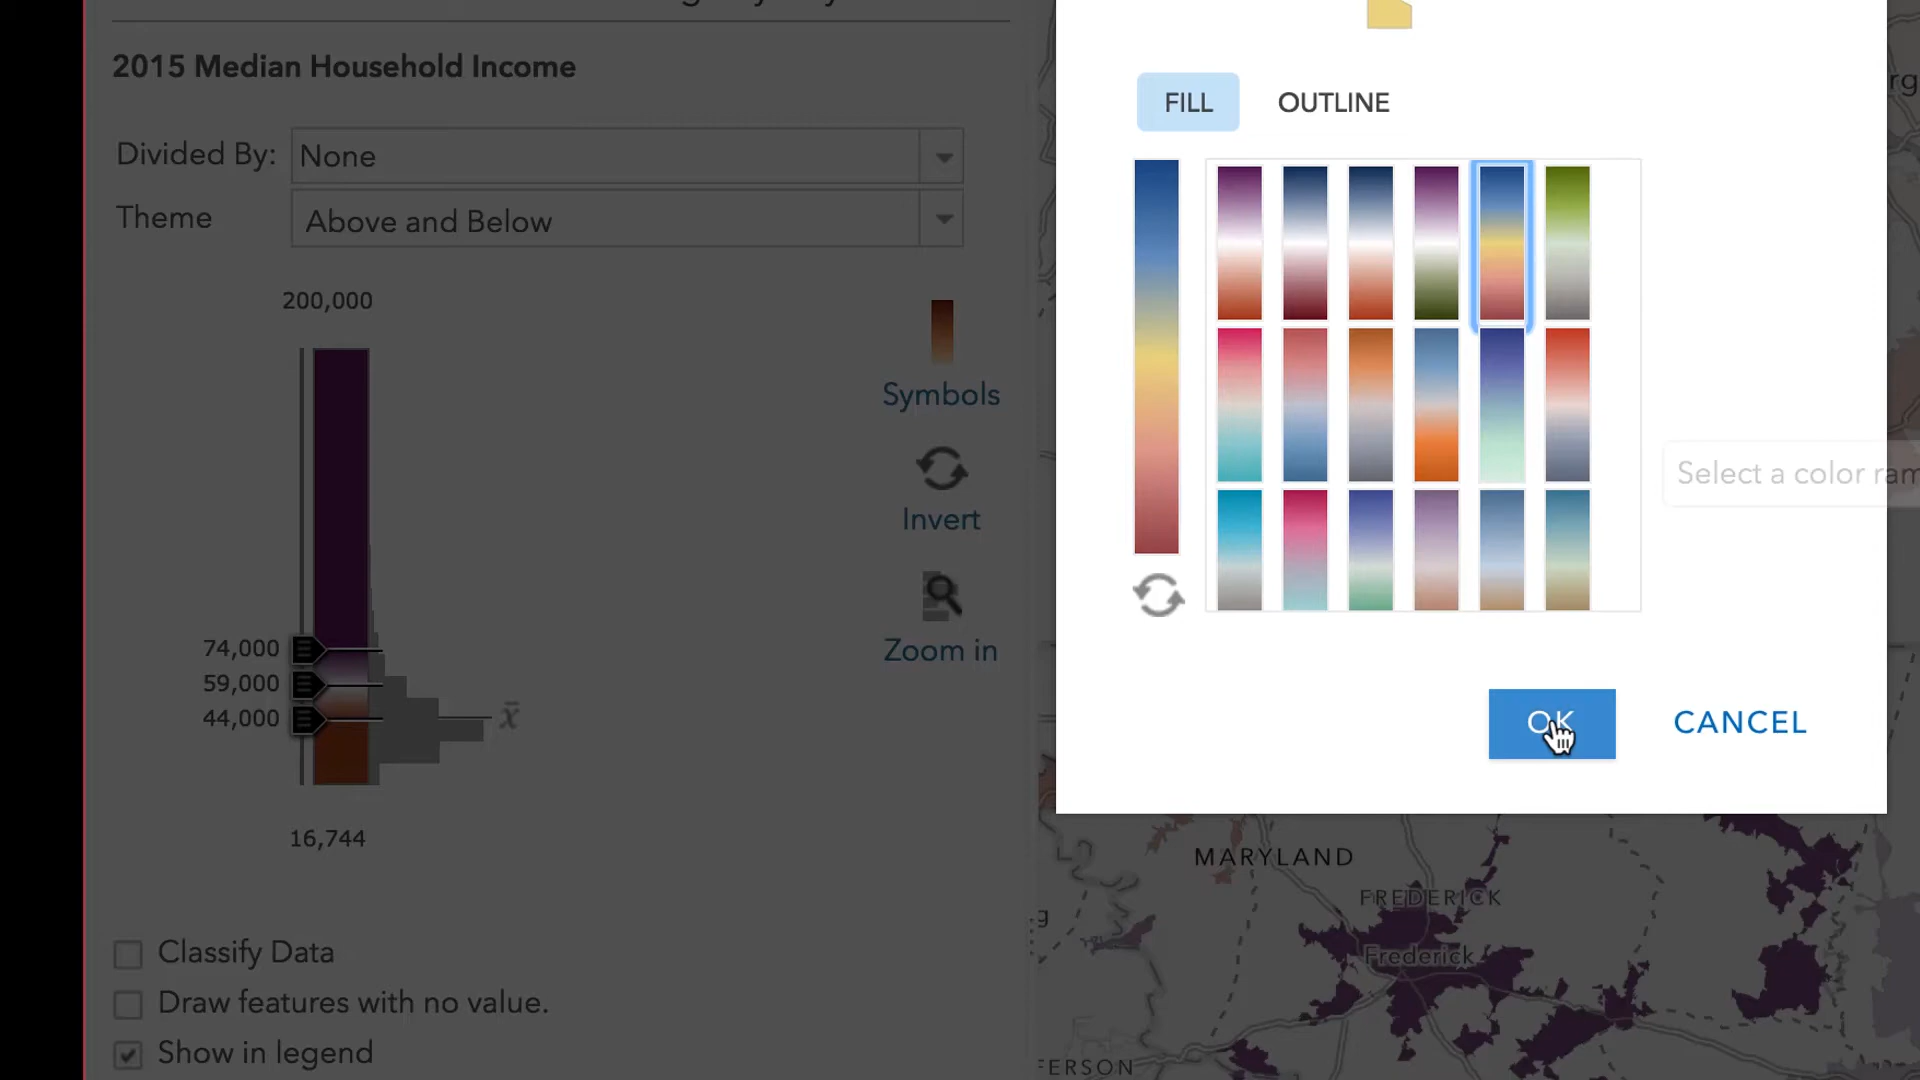 2015 Median Household Income
Divided By: None
Theme Above and Below
200,000
Symbols
Invert
Zoom in
74,000
59,000
44,000
x̄
16,744
Classify Data
Draw features with no value.
Show in legend
FILL OUTLINE
Select a color ram
OK CANCEL
MARYLAND
FREDERICK
Frederick
FERSON
rg
g